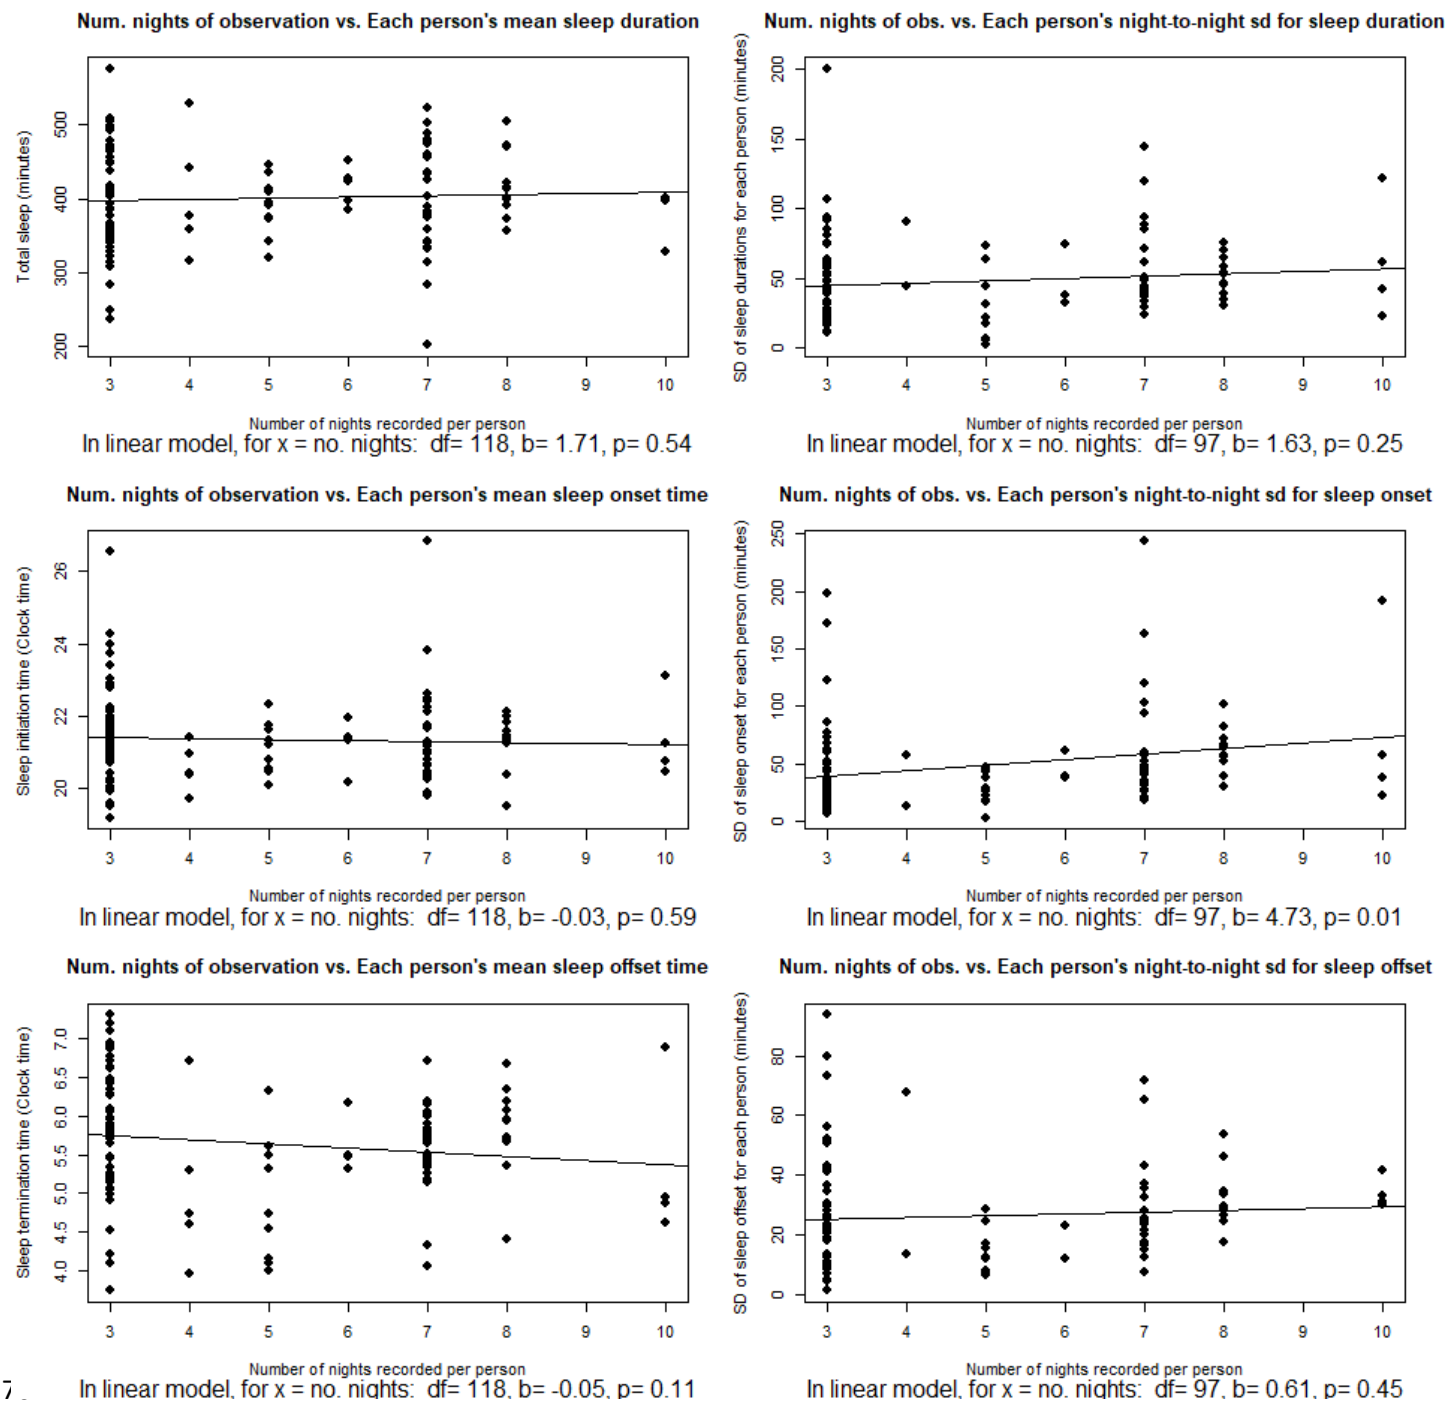 Num. nights of observation vs. Each person's mean sleep duration
Total sleep (minutes)
500
400
300
200
3 4 5 6 7 8 9 10
Number of nights recorded per person
In linear model, for x = no. nights: df= 118, b= 1.71, p= 0.54
Num. nights of obs. vs. Each person's night-to-night sd for sleep duration
SD of sleep durations for each person (minutes)
200
150
100
50
0
3 4 5 6 7 8 9 10
Number of nights recorded per person
In linear model, for x = no. nights: df= 97, b= 1.63, p= 0.25
Num. nights of observation vs. Each person's mean sleep onset time
Sleep initiation time (Clock time)
26
24
22
20
3 4 5 6 7 8 9 10
Number of nights recorded per person
In linear model, for x = no. nights: df= 118, b= -0.03, p= 0.59
Num. nights of obs. vs. Each person's night-to-night sd for sleep onset
SD of sleep onset for each person (minutes)
250
200
150
100
50
0
3 4 5 6 7 8 9 10
Number of nights recorded per person
In linear model, for x = no. nights: df= 97, b= 4.73, p= 0.01
Num. nights of observation vs. Each person's mean sleep offset time
Sleep termination time (Clock time)
7.0
6.5
6.0
5.5
5.0
4.5
4.0
3 4 5 6 7 8 9 10
Number of nights recorded per person
In linear model, for x = no. nights: df= 118, b= -0.05, p= 0.11
Num. nights of obs. vs. Each person's night-to-night sd for sleep offset
SD of sleep offset for each person (minutes)
80
60
40
20
0
3 4 5 6 7 8 9 10
Number of nights recorded per person
In linear model, for x = no. nights: df= 97, b= 0.61, p= 0.45